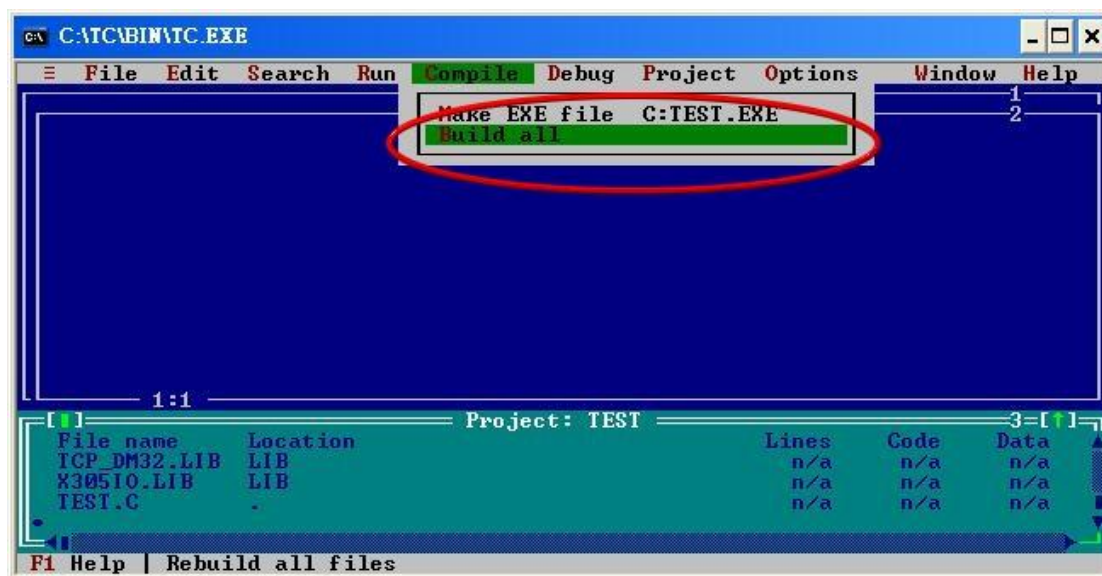 C:\TC\BIN\TC.EXE
≡ File Edit Search Run Compile Debug Project Options Window Help
1
Make EXE file C:TEST.EXE
2
Build all
1:1
Project: TEST 3=[↑]
File name Location Lines Code Data
TCP_DM32.LIB LIB n/a n/a n/a
X305IO.LIB LIB n/a n/a n/a
TEST.C . n/a n/a n/a
F1 Help | Rebuild all files